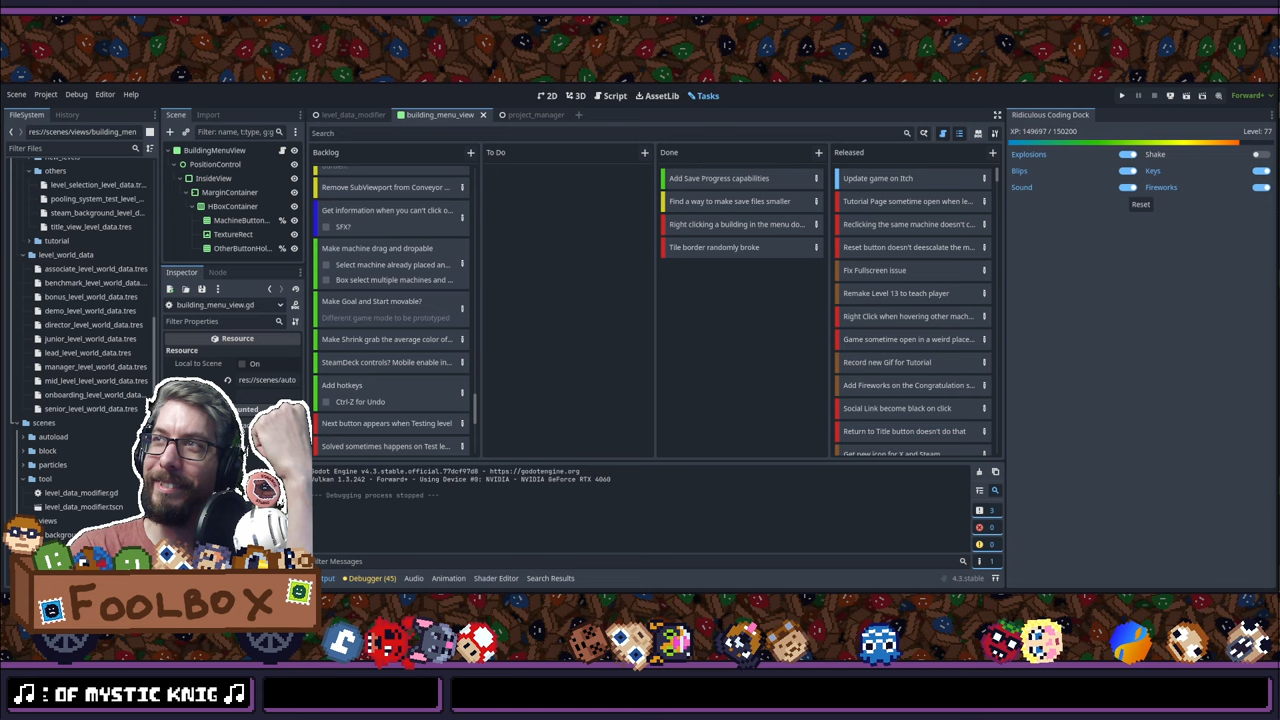 Scene Project Debug Editor Help
2D 3D Script AssetLib Tasks
Forward+
FileSystem History
res://scenes/views/building_men
Filter Files
others
level_selection_level_data.tr...
pooling_system_test_level_...
steam_background_level_d...
title_view_level_data.tres
tutorial
level_world_data
associate_level_world_data.tres
benchmark_level_world_data....
bonus_level_world_data.tres
demo_level_world_data.tres
director_level_world_data.tres
junior_level_world_data.tres
lead_level_world_data.tres
manager_level_world_data.tres
mid_level_level_world_data.tres
onboarding_level_world_data...
senior_level_world_data.tres
scenes
autoload
block
particles
tool
level_data_modifier.gd
level_data_modifier.tscn
views
Scene Import
Filter: name, t:type, g:g
BuildingMenuView
PositionControl
InsideView
MarginContainer
HBoxContainer
MachineButton...
TextureRect
OtherButtonHol...
Inspector Node
building_menu_view.gd
Filter Properties
Resource
Resource
Local to Scene On
res://scenes/auto
level_data_modifier building_menu_view project_manager
Search
Backlog
Remove SubViewport from Conveyor ...
Get information when you can't click o...
SFX?
Make machine drag and dropable
Select machine already placed an...
Box select multiple machines and ...
Make Goal and Start movable?
Different game mode to be prototyped
Make Shrink grab the average color of...
SteamDeck controls? Mobile enable in...
Add hotkeys
Ctrl-Z for Undo
Next button appears when Testing level
Solved sometimes happens on Test le...
To Do
Done
Add Save Progress capabilities
Find a way to make save files smaller
Right clicking a building in the menu do...
Tile border randomly broke
Released
Update game on Itch
Tutorial Page sometime open when le...
Reclicking the same machine doesn't c...
Reset button doesn't deescalate the m...
Fix Fullscreen issue
Remake Level 13 to teach player
Right Click when hovering other mach...
Game sometime open in a weird place...
Record new Gif for Tutorial
Add Fireworks on the Congratulation s...
Social Link become black on click
Return to Title button doesn't do that
Get new icon for X and Steam
Godot Engine v4.3.stable.official.77dcf97d8 - https://godotengine.org
Vulkan 1.3.242 - Forward+ - Using Device #0: NVIDIA - NVIDIA GeForce RTX 4060
--- Debugging process stopped ---
3
0
0
1
ilter Messages
tput Debugger (45) Audio Animation Shader Editor Search Results
4.3.stable
Ridiculous Coding Dock
XP: 149697 / 150200 Level: 77
Explosions Shake
Blips Keys
Sound Fireworks
Reset
FOOLBOX
: OF MYSTIC KNIG